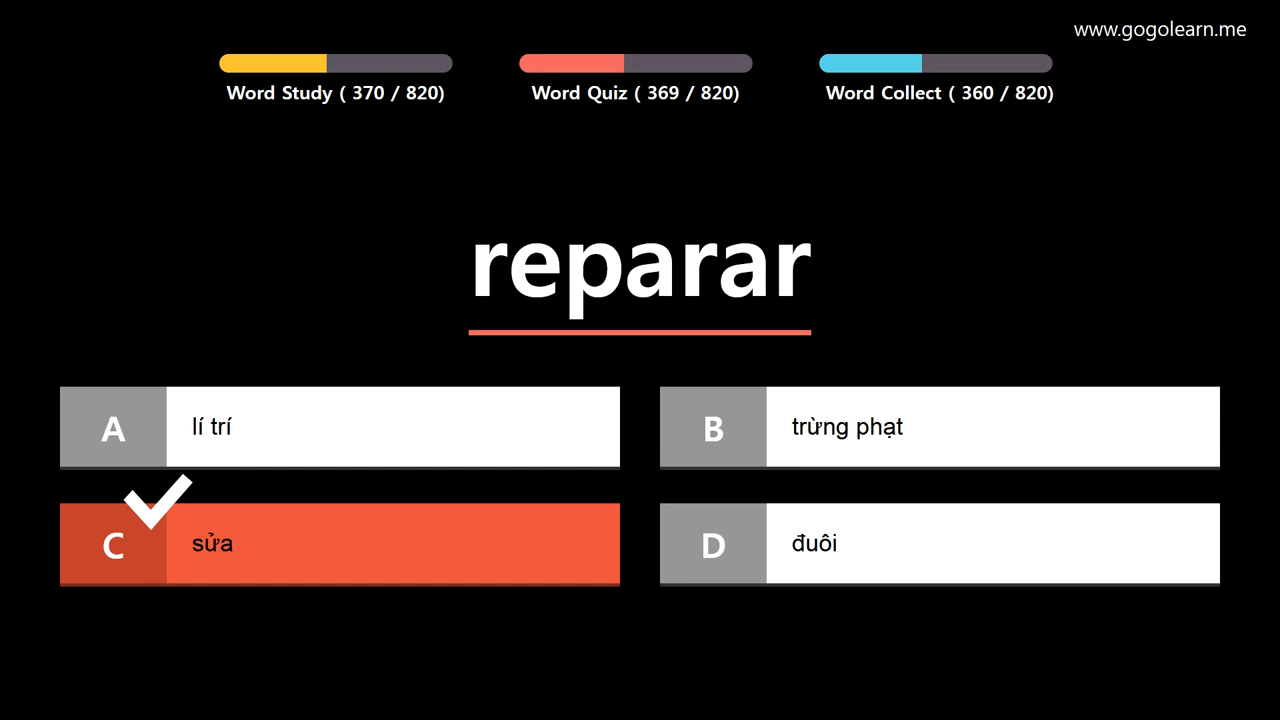 www.gogolearn.me
Word Study ( 370 / 820)
Word Quiz ( 369 / 820)
Word Collect ( 360 / 820)
reparar
A lí trí
B trừng phạt
C sửa
D đuôi